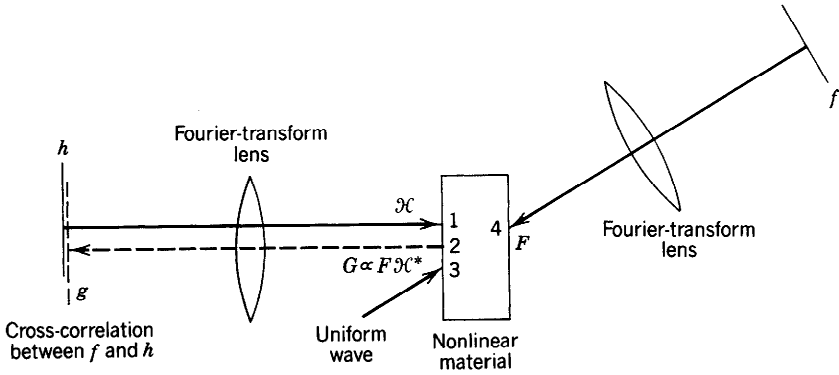 h
Fourier-transform
lens
ℋ
1
2
3
4
F
G∝Fℋ*
g
Cross-correlation
between f and h
Uniform
wave
Nonlinear
material
f
Fourier-transform
lens